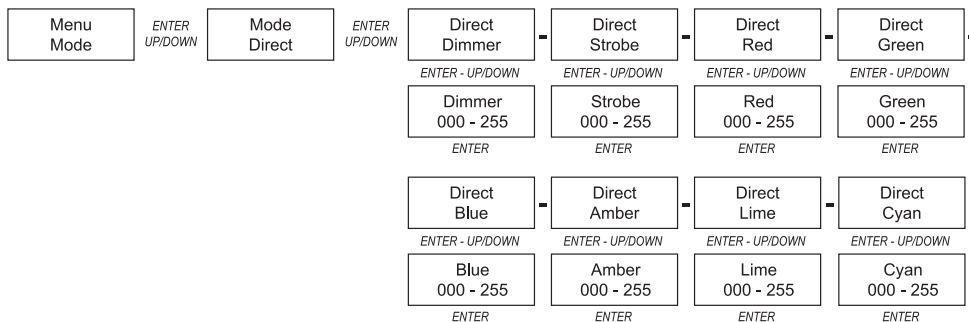 Menu
Mode
ENTER
UP/DOWN
Mode
Direct
ENTER
UP/DOWN
Direct
Dimmer
Direct
Strobe
Direct
Red
Direct
Green
ENTER - UP/DOWN
ENTER - UP/DOWN
ENTER - UP/DOWN
ENTER - UP/DOWN
Dimmer
000 - 255
Strobe
000 - 255
Red
000 - 255
Green
000 - 255
ENTER
ENTER
ENTER
ENTER
Direct
Blue
Direct
Amber
Direct
Lime
Direct
Cyan
ENTER - UP/DOWN
ENTER - UP/DOWN
ENTER - UP/DOWN
ENTER - UP/DOWN
Blue
000 - 255
Amber
000 - 255
Lime
000 - 255
Cyan
000 - 255
ENTER
ENTER
ENTER
ENTER